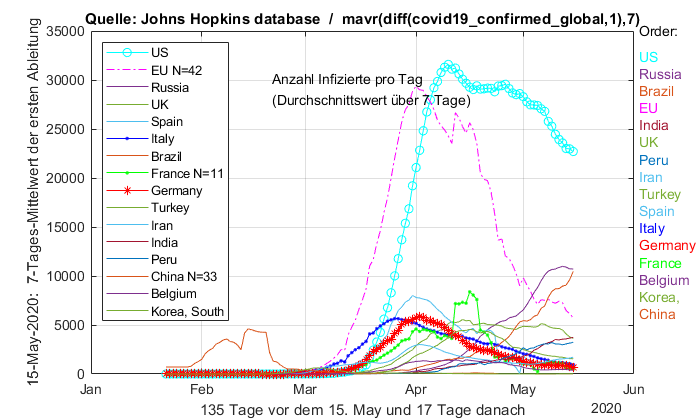 Quelle: Johns Hopkins database / mavr(diff(covid19_confirmed_global,1),7)
Order:
35000
30000
25000
20000
15000
10000
5000
0
15-May-2020: 7-Tages-Mittelwert der ersten Ableitung
US
EU N=42
Russia
UK
Spain
Italy
Brazil
France N=11
Germany
Turkey
Iran
India
Peru
China N=33
Belgium
Korea, South
Anzahl Infizierte pro Tag
(Durchschnittswert über 7 Tage)
US
Russia
Brazil
EU
India
UK
Peru
Iran
Turkey
Spain
Italy
Germany
France
Belgium
Korea,
China
Jan
Feb
Mar
Apr
May
Jun
135 Tage vor dem 15. May und 17 Tage danach
2020